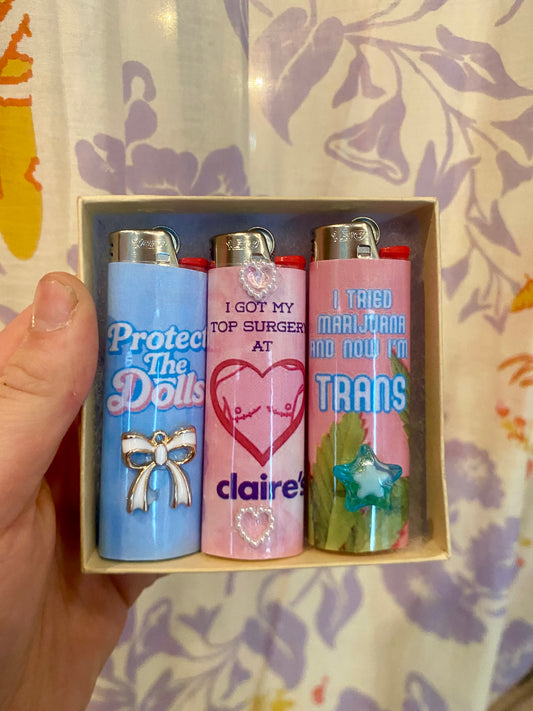 Protect
The
Dolls
I GOT MY
TOP SURGERY
AT
claire's
I TRIED
MARIJUANA
AND NOW I'M
TRANS